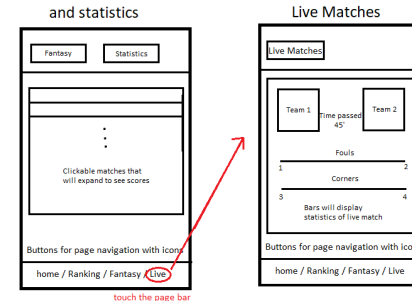 and statistics
Fantasy
Statistics
Clickable matches that
will expand to see scores
Buttons for page navigation with icons
home / Ranking / Fantasy / Live
touch the page bar
Live Matches
Live Matches
Team 1
Time passed
45'
Team 2
Fouls
1 2
Corners
3 4
Bars will display
statistics of live match
Buttons for page navigation with ico
home / Ranking / Fantasy / Live